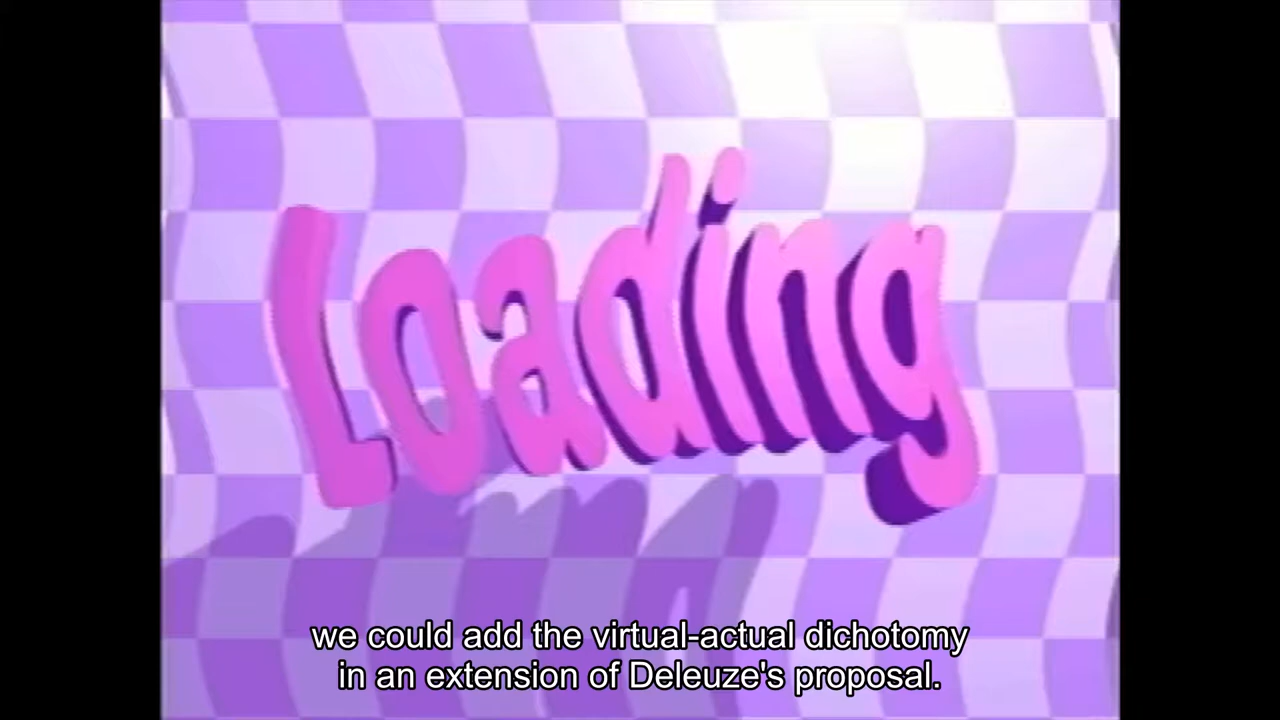 Loading
we could add the virtual-actual dichotomy
in an extension of Deleuze's proposal.